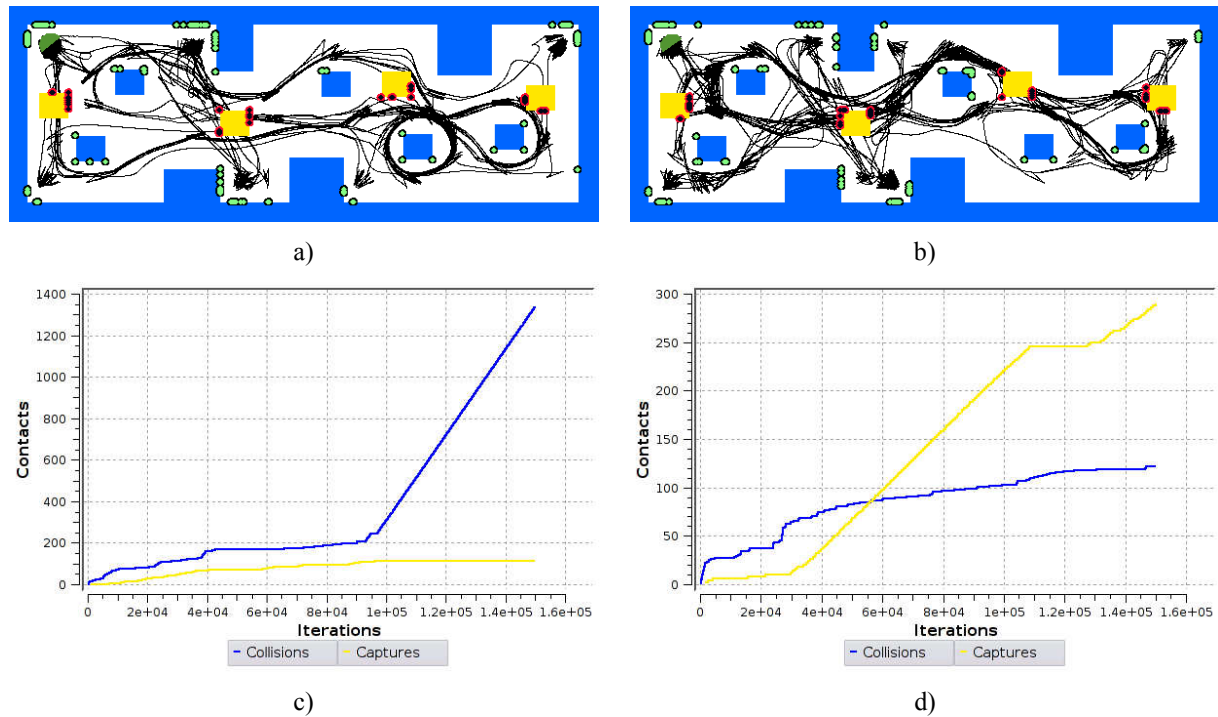 a)
b)
1400
1200
1000
800
600
400
200
0
Contacts
0 2e+04 4e+04 6e+04 8e+04 1e+05 1.2e+05 1.4e+05 1.6e+05
Iterations
Collisions Captures
c)
300
250
200
150
100
50
0
Contacts
0 2e+04 4e+04 6e+04 8e+04 1e+05 1.2e+05 1.4e+05 1.6e+05
Iterations
Collisions Captures
d)